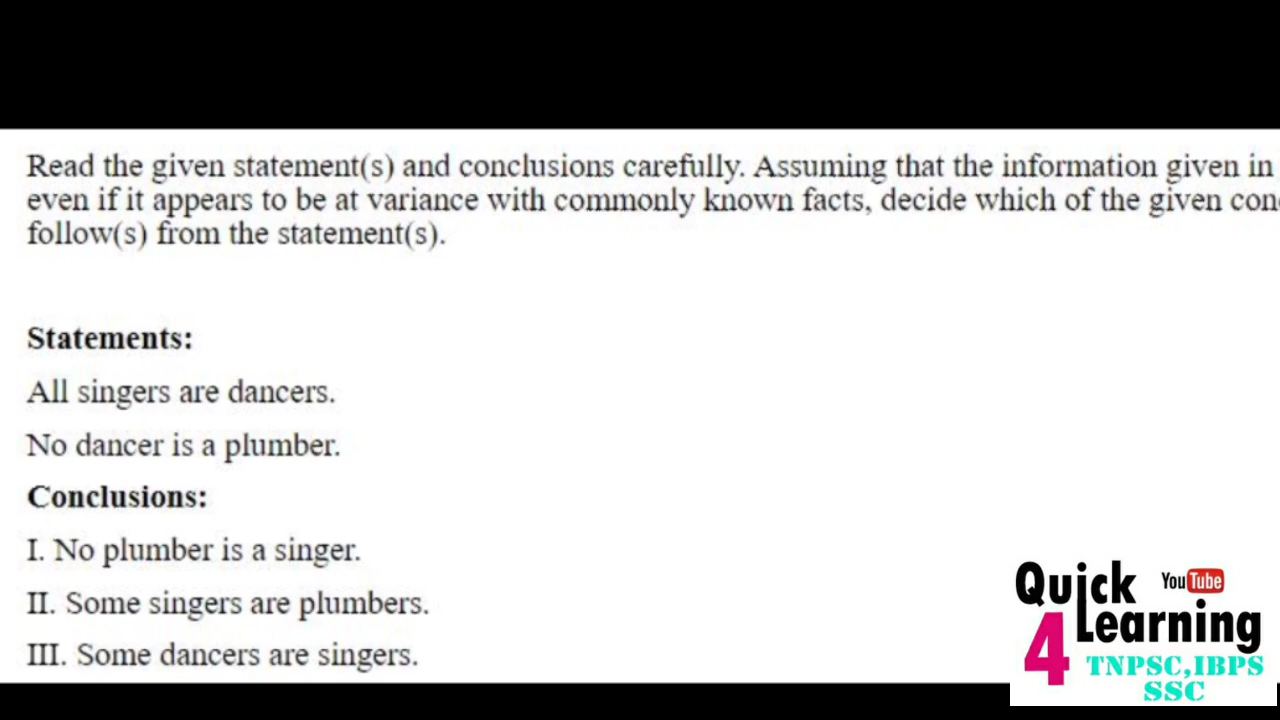 Read the given statement(s) and conclusions carefully. Assuming that the information given in
even if it appears to be at variance with commonly known facts, decide which of the given con
follow(s) from the statement(s).
Statements:
All singers are dancers.
No dancer is a plumber.
Conclusions:
I. No plumber is a singer.
II. Some singers are plumbers.
III. Some dancers are singers.
Quick YouTube
4 Learning
TNPSC,IBPS
SSC